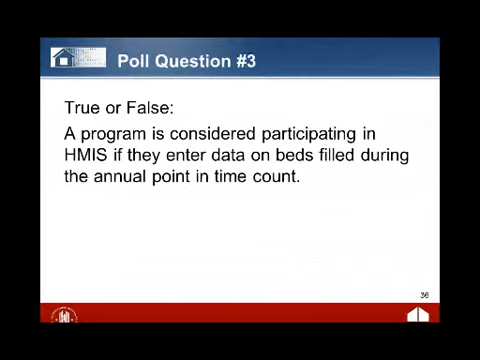 Poll Question #3
True or False:
A program is considered participating in
HMIS if they enter data on beds filled during
the annual point in time count.
36